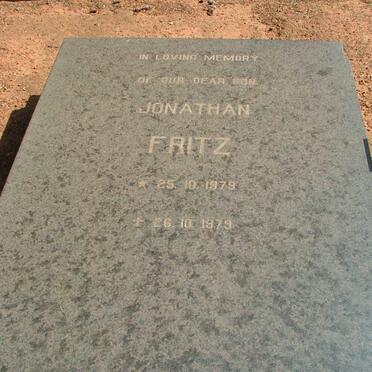 IN LOVING MEMORY
OF OUR DEAR SON
JONATHAN
FRITZ
* 25.10.1979
† 26.10.1979